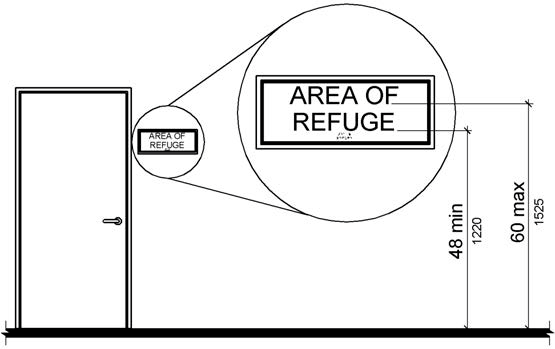 AREA OF
REFUGE
AREA OF
REFUGE
48 min
1220
60 max
1525